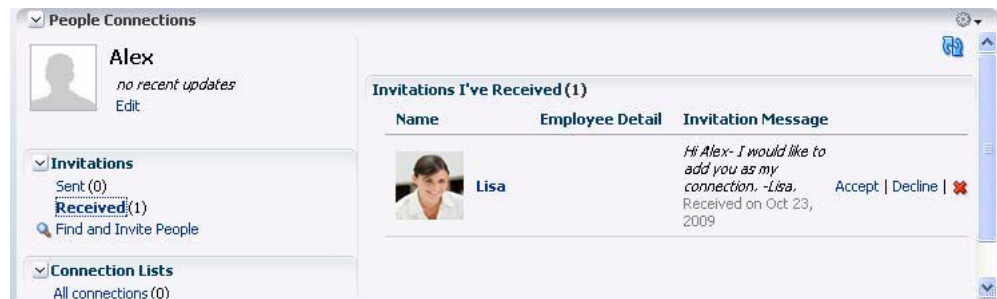 People Connections
Alex
no recent updates
Edit
Invitations
Sent (0)
Received (1)
Find and Invite People
Connection Lists
All connections (0)
Invitations I've Received (1)
Name Employee Detail Invitation Message
Lisa
Hi Alex- I would like to
add you as my
connection. -Lisa.
Received on Oct 23,
2009
Accept | Decline |